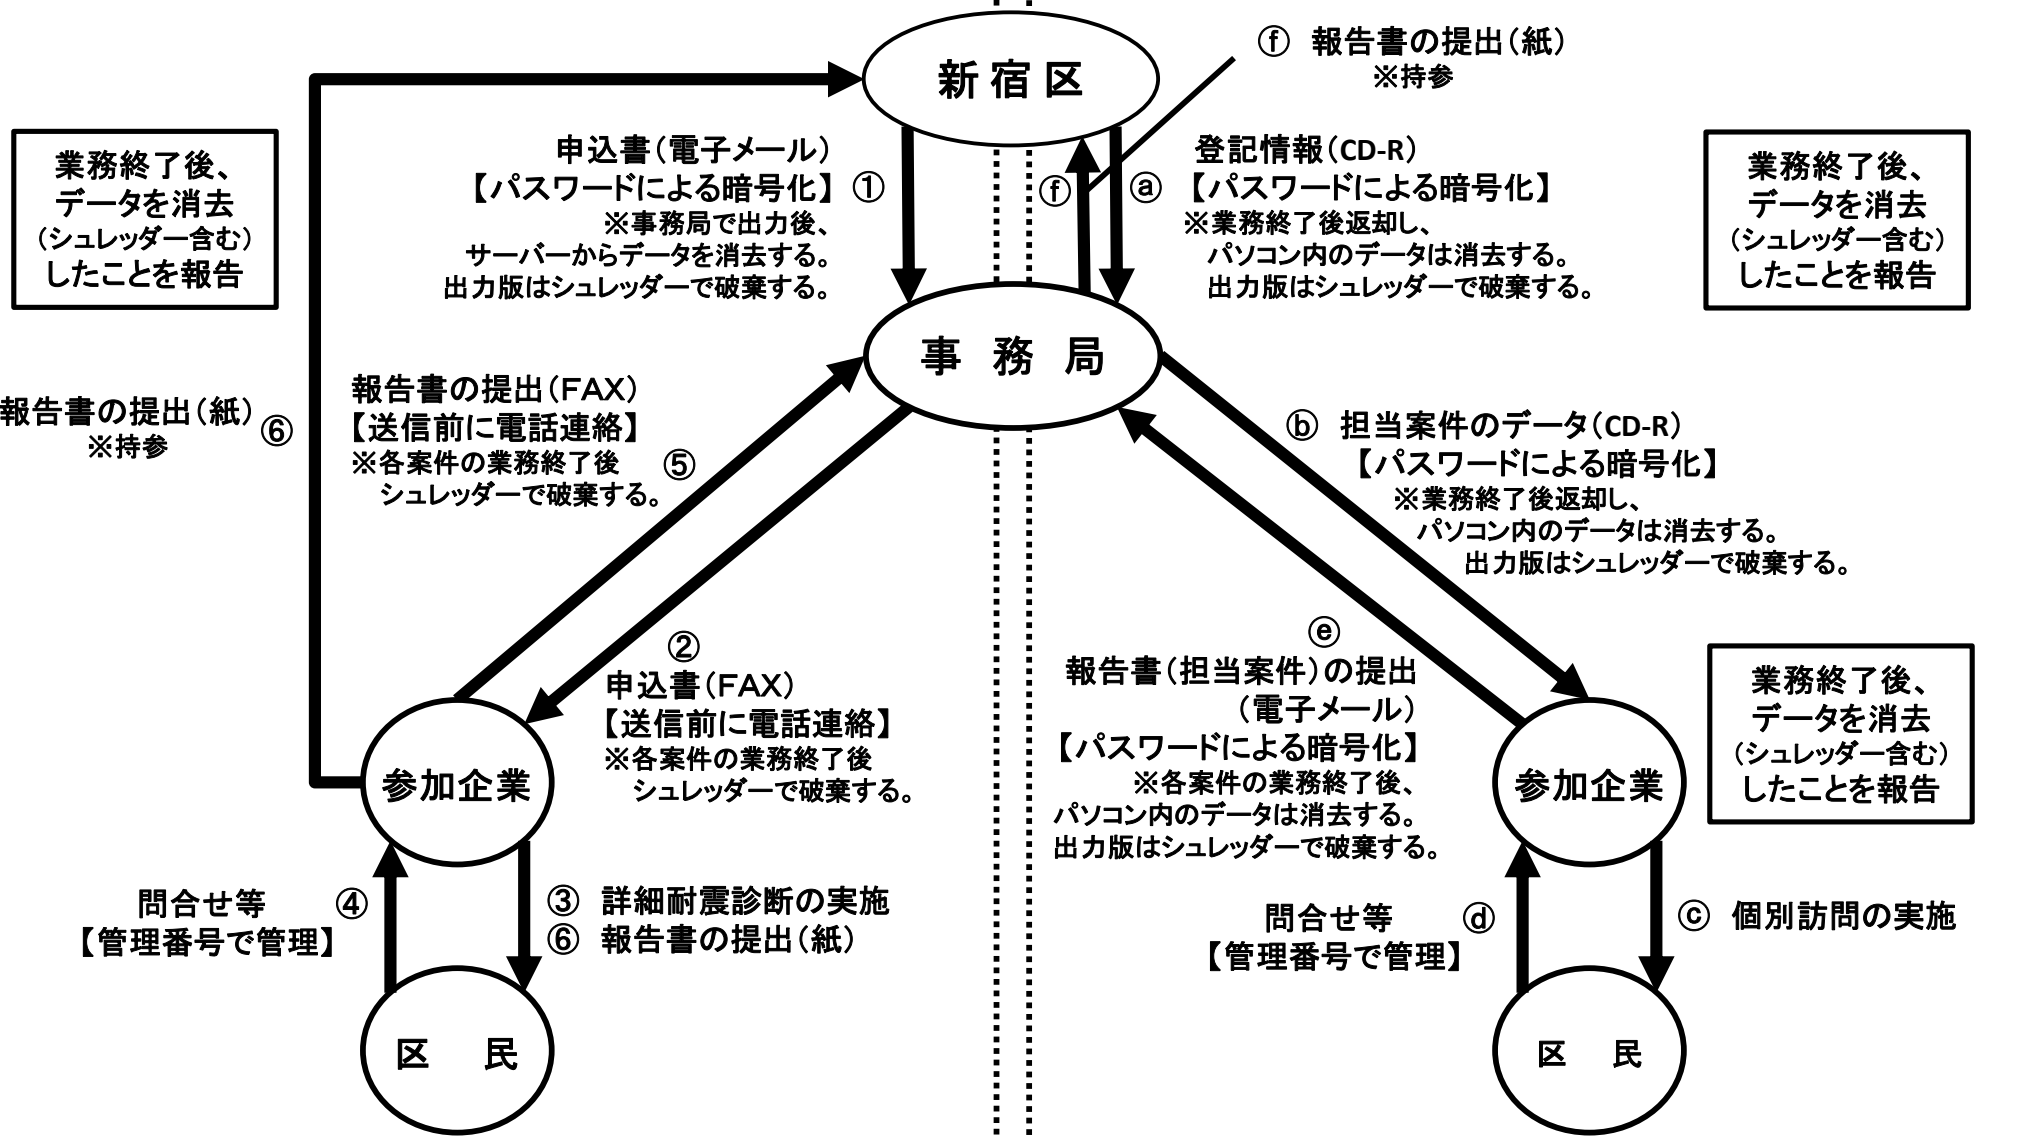 新宿区
ⓕ 報告書の提出（紙）
※持参
業務終了後、
データを消去
（シュレッダー含む）
したことを報告
申込書（電子メール）
【パスワードによる暗号化】
①
※事務局で出力後、
サーバーからデータを消去する。
出力版はシュレッダーで破棄する。
ⓕ
ⓐ
登記情報（CD-R）
【パスワードによる暗号化】
※業務終了後返却し、
パソコン内のデータは消去する。
出力版はシュレッダーで破棄する。
業務終了後、
データを消去
（シュレッダー含む）
したことを報告
事務局
報告書の提出（紙）
※持参
⑥
報告書の提出（FAX）
【送信前に電話連絡】
※各案件の業務終了後
シュレッダーで破棄する。
⑤
ⓑ 担当案件のデータ（CD-R）
【パスワードによる暗号化】
※業務終了後返却し、
パソコン内のデータは消去する。
出力版はシュレッダーで破棄する。
②
申込書（FAX）
【送信前に電話連絡】
※各案件の業務終了後
シュレッダーで破棄する。
ⓔ
報告書（担当案件）の提出
（電子メール）
【パスワードによる暗号化】
※各案件の業務終了後、
パソコン内のデータは消去する。
出力版はシュレッダーで破棄する。
業務終了後、
データを消去
（シュレッダー含む）
したことを報告
参加企業
参加企業
問合せ等
【管理番号で管理】
④
③ 詳細耐震診断の実施
⑥ 報告書の提出（紙）
問合せ等
【管理番号で管理】
ⓓ
ⓒ 個別訪問の実施
区民
区民